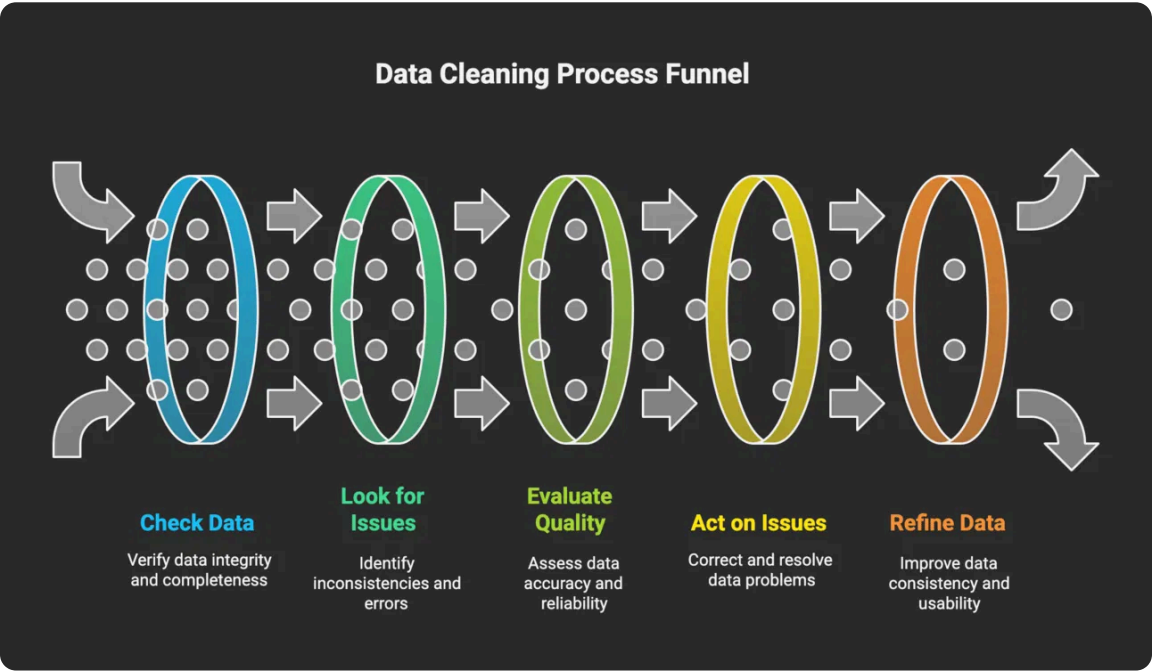 Data Cleaning Process Funnel
Check Data
Verify data integrity
and completeness
Look for
Issues
Identify
inconsistencies and
errors
Evaluate
Quality
Assess data
accuracy and
reliability
Act on Issues
Correct and resolve
data problems
Refine Data
Improve data
consistency and
usability